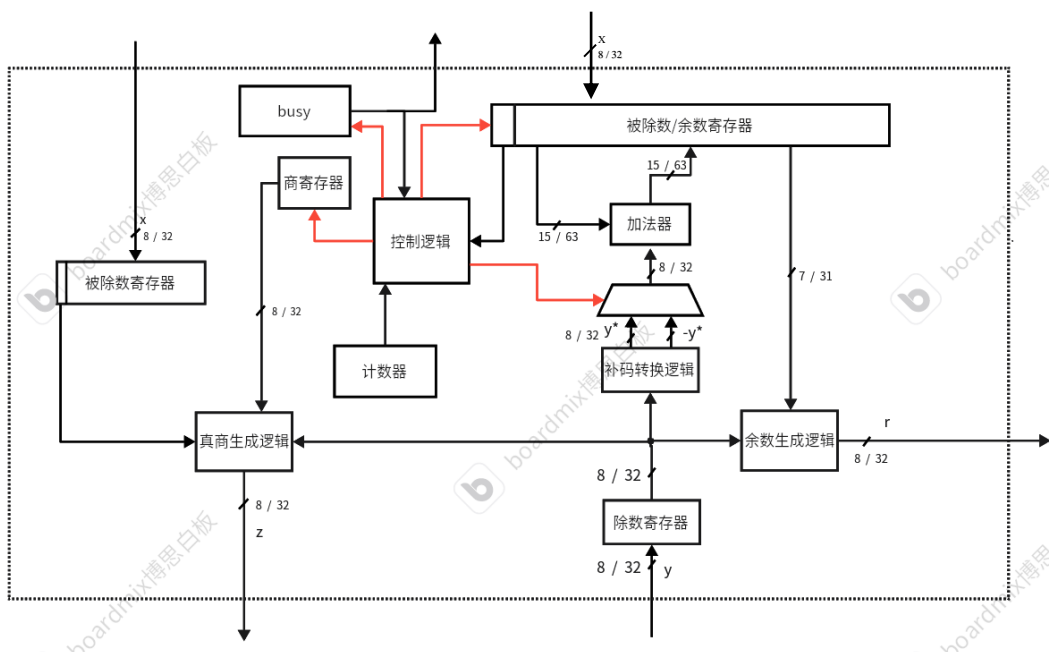 x
8 / 32
busy
被除数/余数寄存器
15 / 63
商寄存器
加法器
x
8 / 32
控制逻辑
15 / 63
8 / 32
7 / 31
被除数寄存器
8 / 32
8 / 32
y*
-y*
计数器
补码转换逻辑
真商生成逻辑
余数生成逻辑
r
8 / 32
8 / 32
8 / 32
z
除数寄存器
8 / 32
y
boardmix博思白板
boardmix博思白板
boardmix博思白板
boardmix博思白板
boardmix博思白板